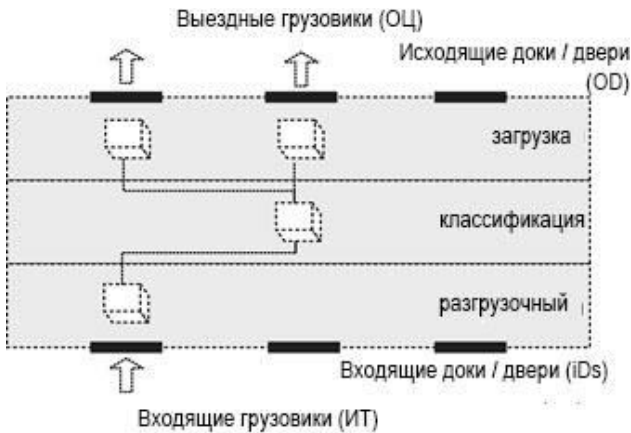 Выездные грузовики (ОЦ)
Исходящие доки / двери
(OD)
загрузка
классификация
разгрузочный
Входящие доки / двери (iDs)
Входящие грузовики (ИТ)